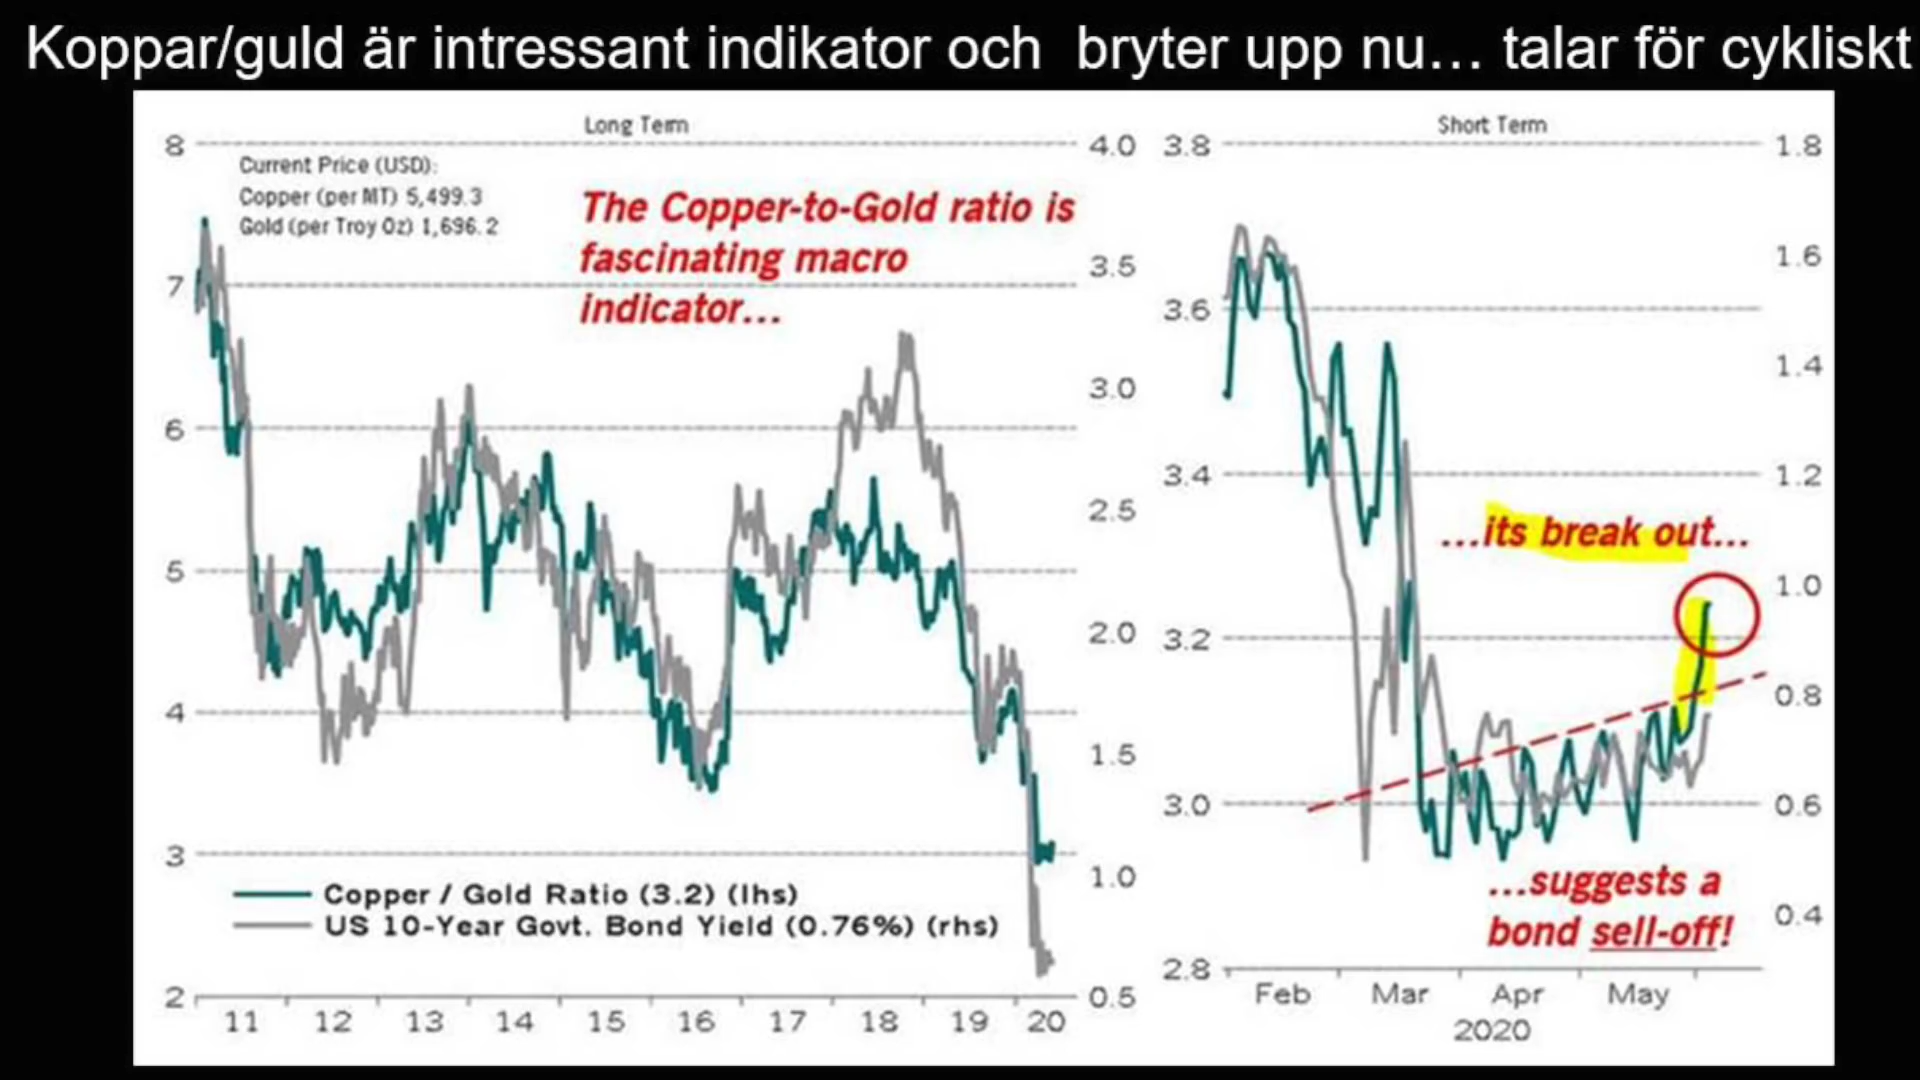 Koppar/guld är intressant indikator och  bryter upp nu... talar för cykliskt
Long Term
8
7
6
5
4
3
2
4.0
3.5
3.0
2.5
2.0
1.5
1.0
0.5
Current Price (USD):
Copper (per MT) 5,499.3
Gold (per Troy Oz) 1,696.2
The Copper-to-Gold ratio is
fascinating macro
indicator...
Copper / Gold Ratio (3.2) (lhs)
US 10-Year Govt. Bond Yield (0.76%) (rhs)
11 12 13 14 15 16 17 18 19 20
Short Term
3.8
3.6
3.4
3.2
3.0
2.8
1.8
1.6
1.4
1.2
1.0
0.8
0.6
0.4
...its break out...
...suggests a
bond sell-off!
Feb Mar Apr May
2020